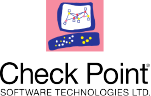 Check Point®
SOFTWARE TECHNOLOGIES LTD.